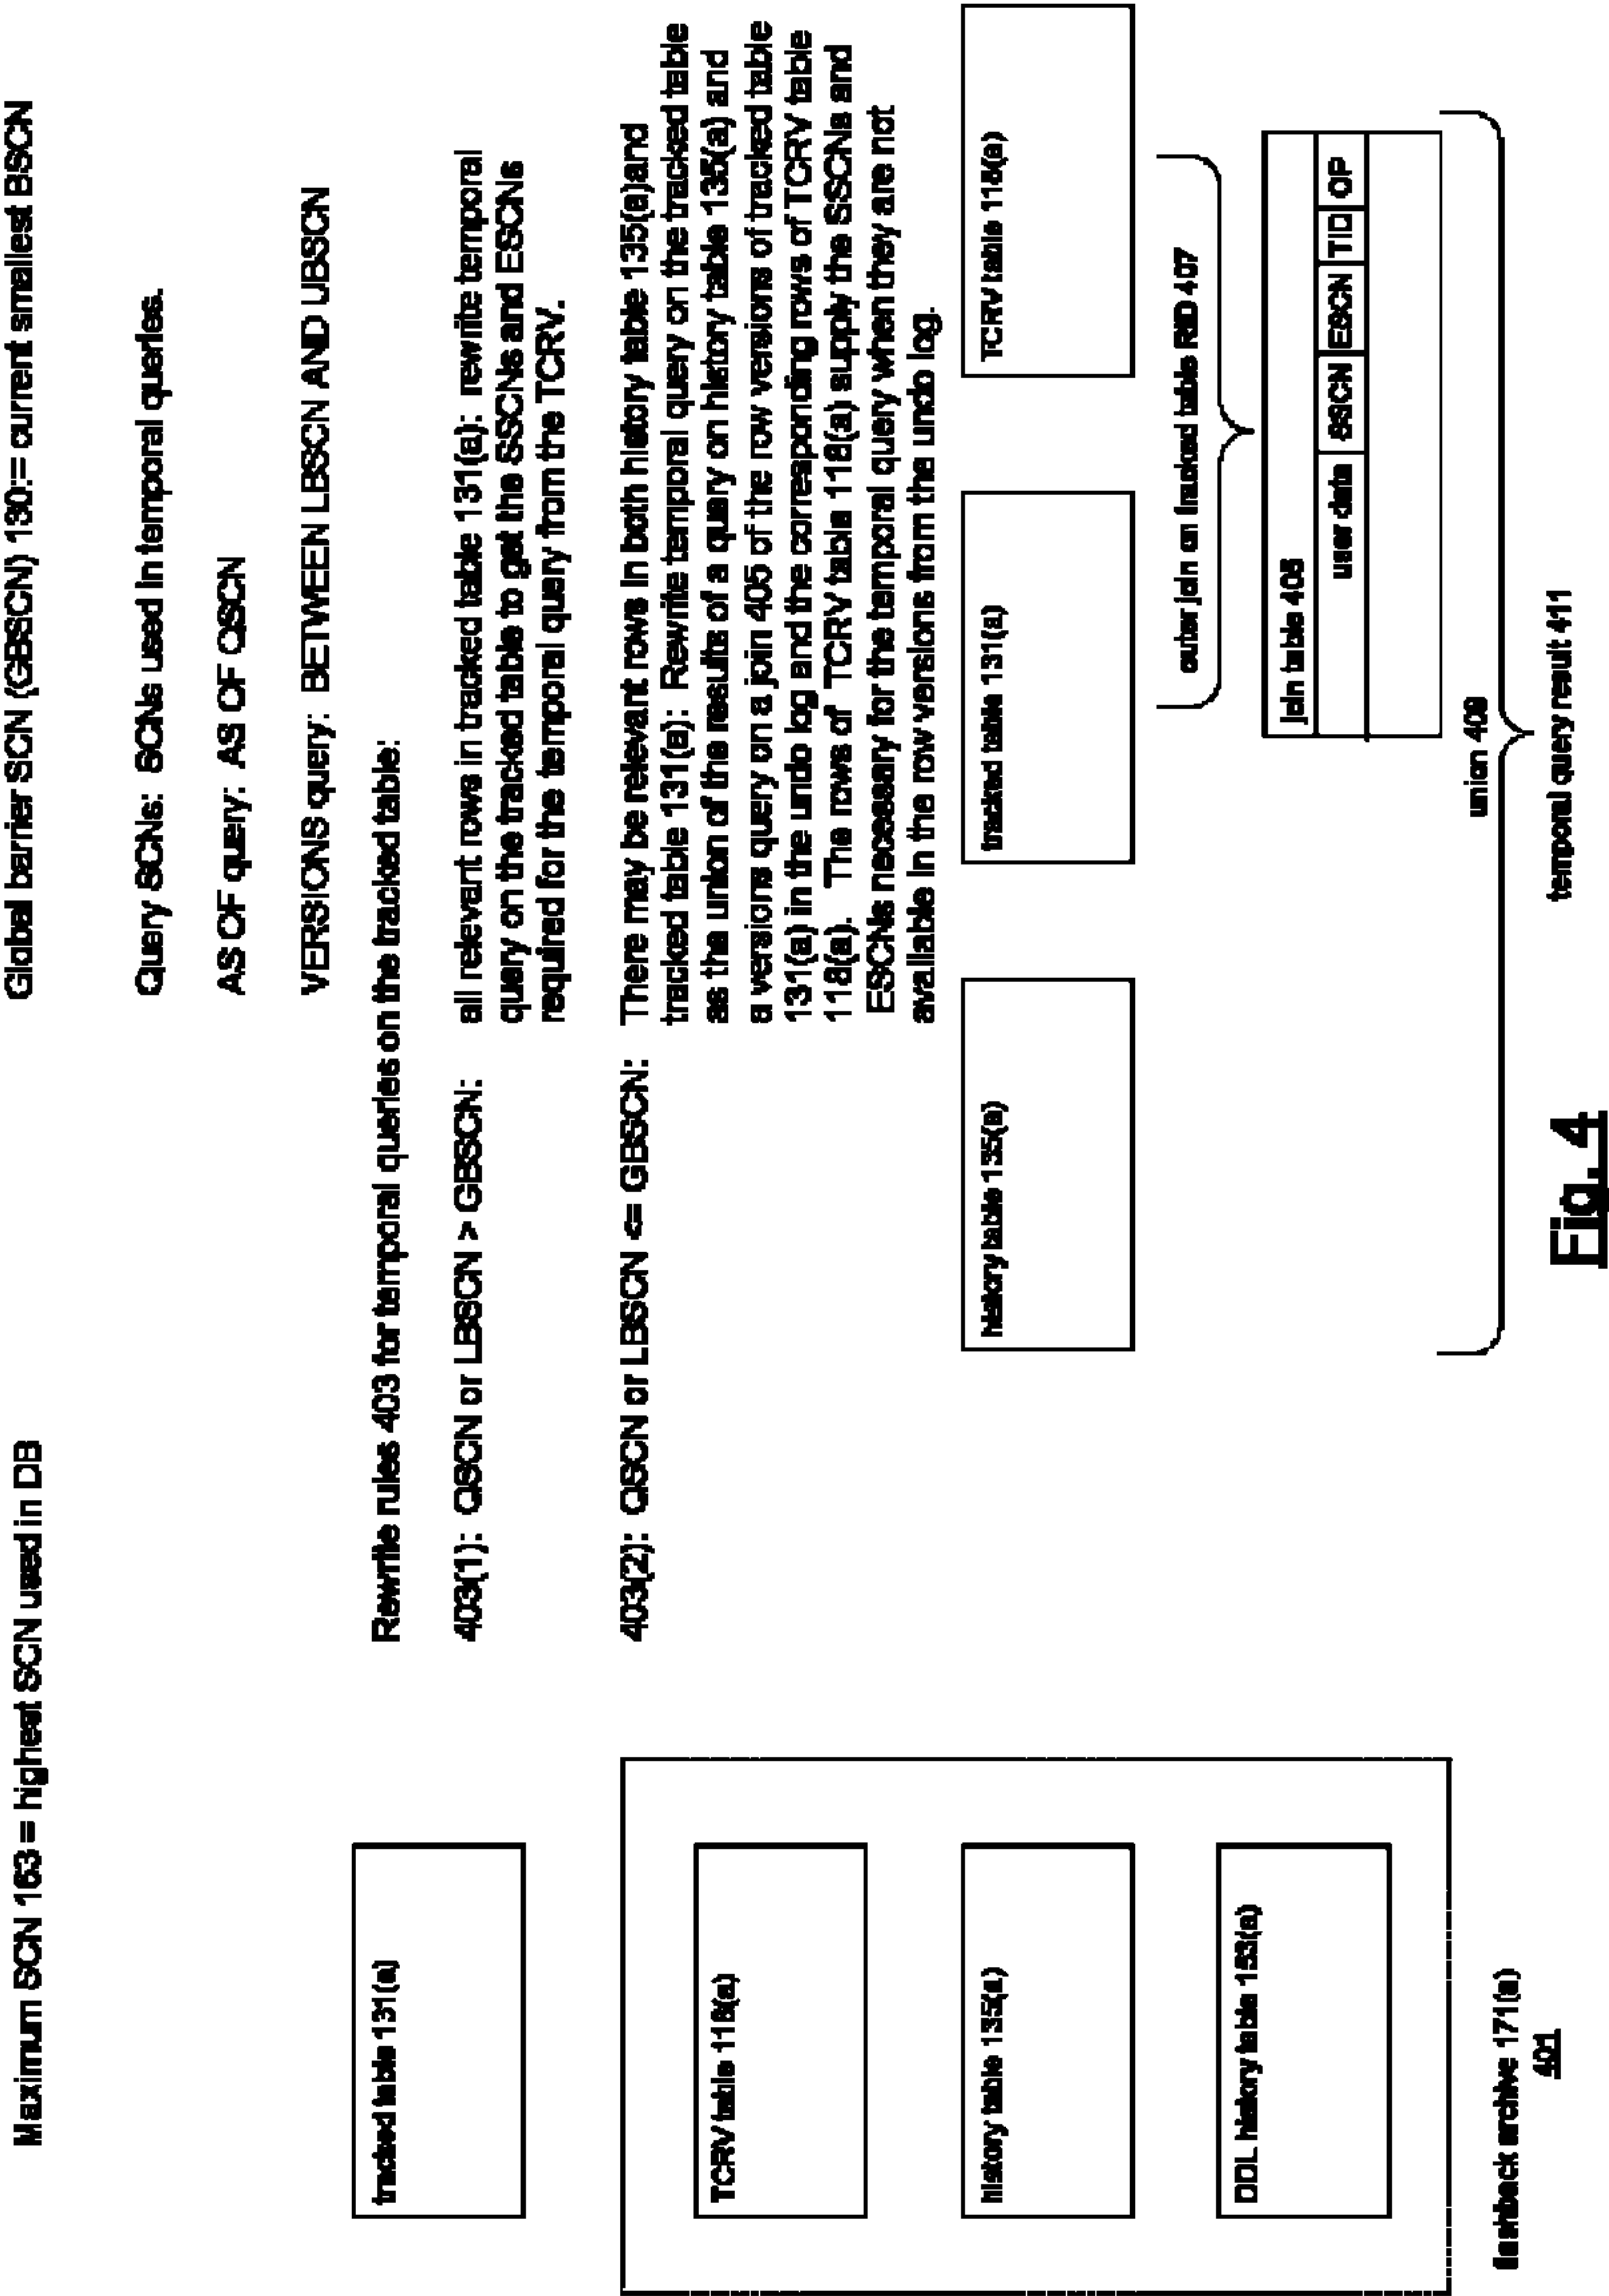 Maximum SCN 163 = highest SCN used in DB
Global barrier SCN (GBSCN) 130:= current smallest BSCN
Query SCNs: SCNs used in temporal queries.
AS OF query: AS OF QSCN
VERSIONS query: BETWEEN LBSCN AND UBSCN
Rewrite rules 403 for temporal queries on the tracked table:
403(1): QSCN or LBSCN > GBSCN: all relevant rows in tracked table 131(a): rewrite temporal
query on the tracked table to get the SSCNs and ESCNs
required for the temporal query from the TCRV.
403(2): QSCN or LBSCN <= GBSCN: There may be relevant rows in both history table 135(a)and
tracked table 131(a): Rewrite temporal query on the tracked table
as the union of the results of a query on history table 135(a) and
a versions query on a join 405 of the row versions of tracked table
131(a) in the undo log and the corresponding rows of TCRV table
118(a). The rows of TCRV table 118(a) supply the SSCNs and
ESCNs necessary for the temporal query when they are not
available in the row versions from the undo log.
tracked table 131(a)
TCRV table 118(a)
history table 135(a)
DDL history table 153(a)
flashback archive 171(a)
401
history table 135(a)
tracked table 131(a)
TCRV table 118(a)
outer join on tracked table RID 407
join table 405
user data SSCN ESCN TID OP
union 409
temporal query result 411
Fig. 4